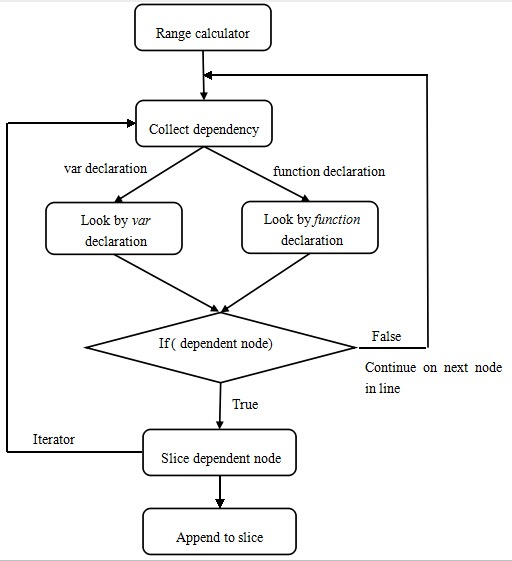 Range calculator
Collect dependency
var declaration
function declaration
Look by var
declaration
Look by function
declaration
If( dependent node)
False
Continue on next node
in line
True
Iterator
Slice dependent node
Append to slice